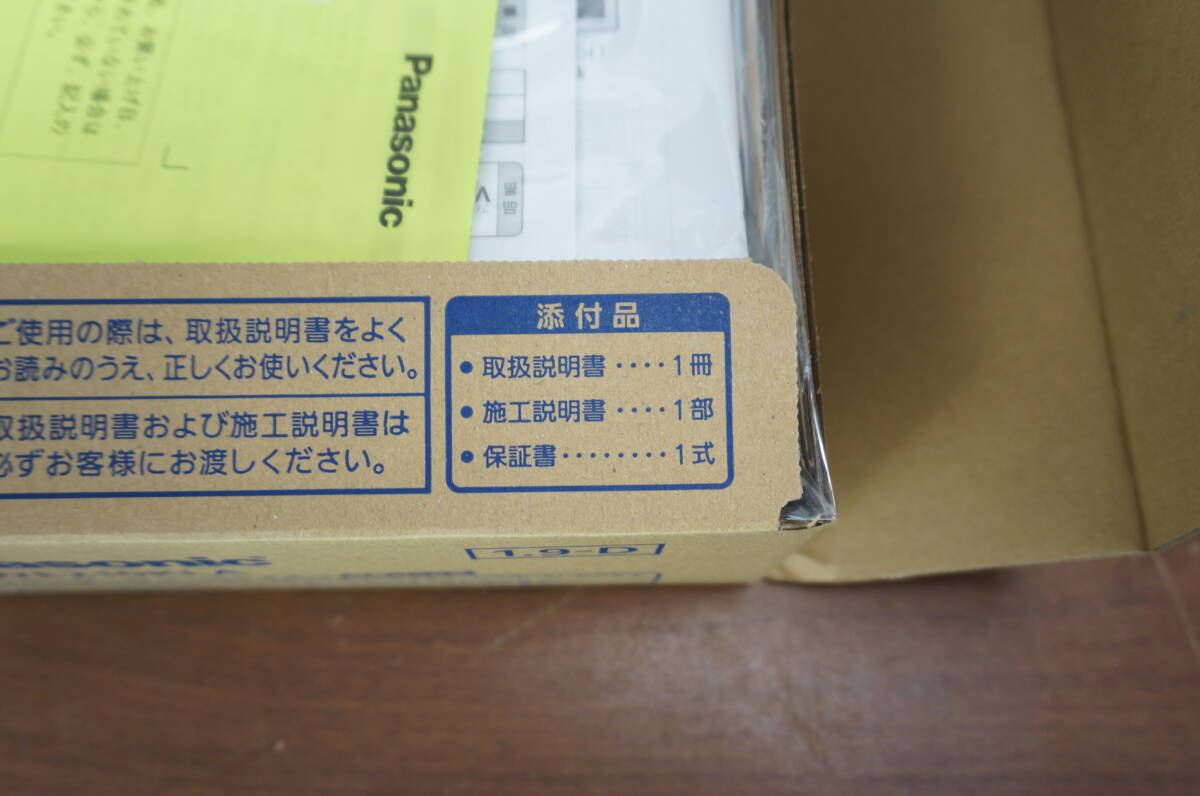 Panasonic
ご使用の際は、取扱説明書をよく
お読みのうえ、正しくお使いください。
取扱説明書および施工説明書は
必ずお客様にお渡しください。
添付品
● 取扱説明書 ････ 1冊
● 施工説明書 ････ 1部
● 保証書 ････････ 1式
asonic
1.9-D